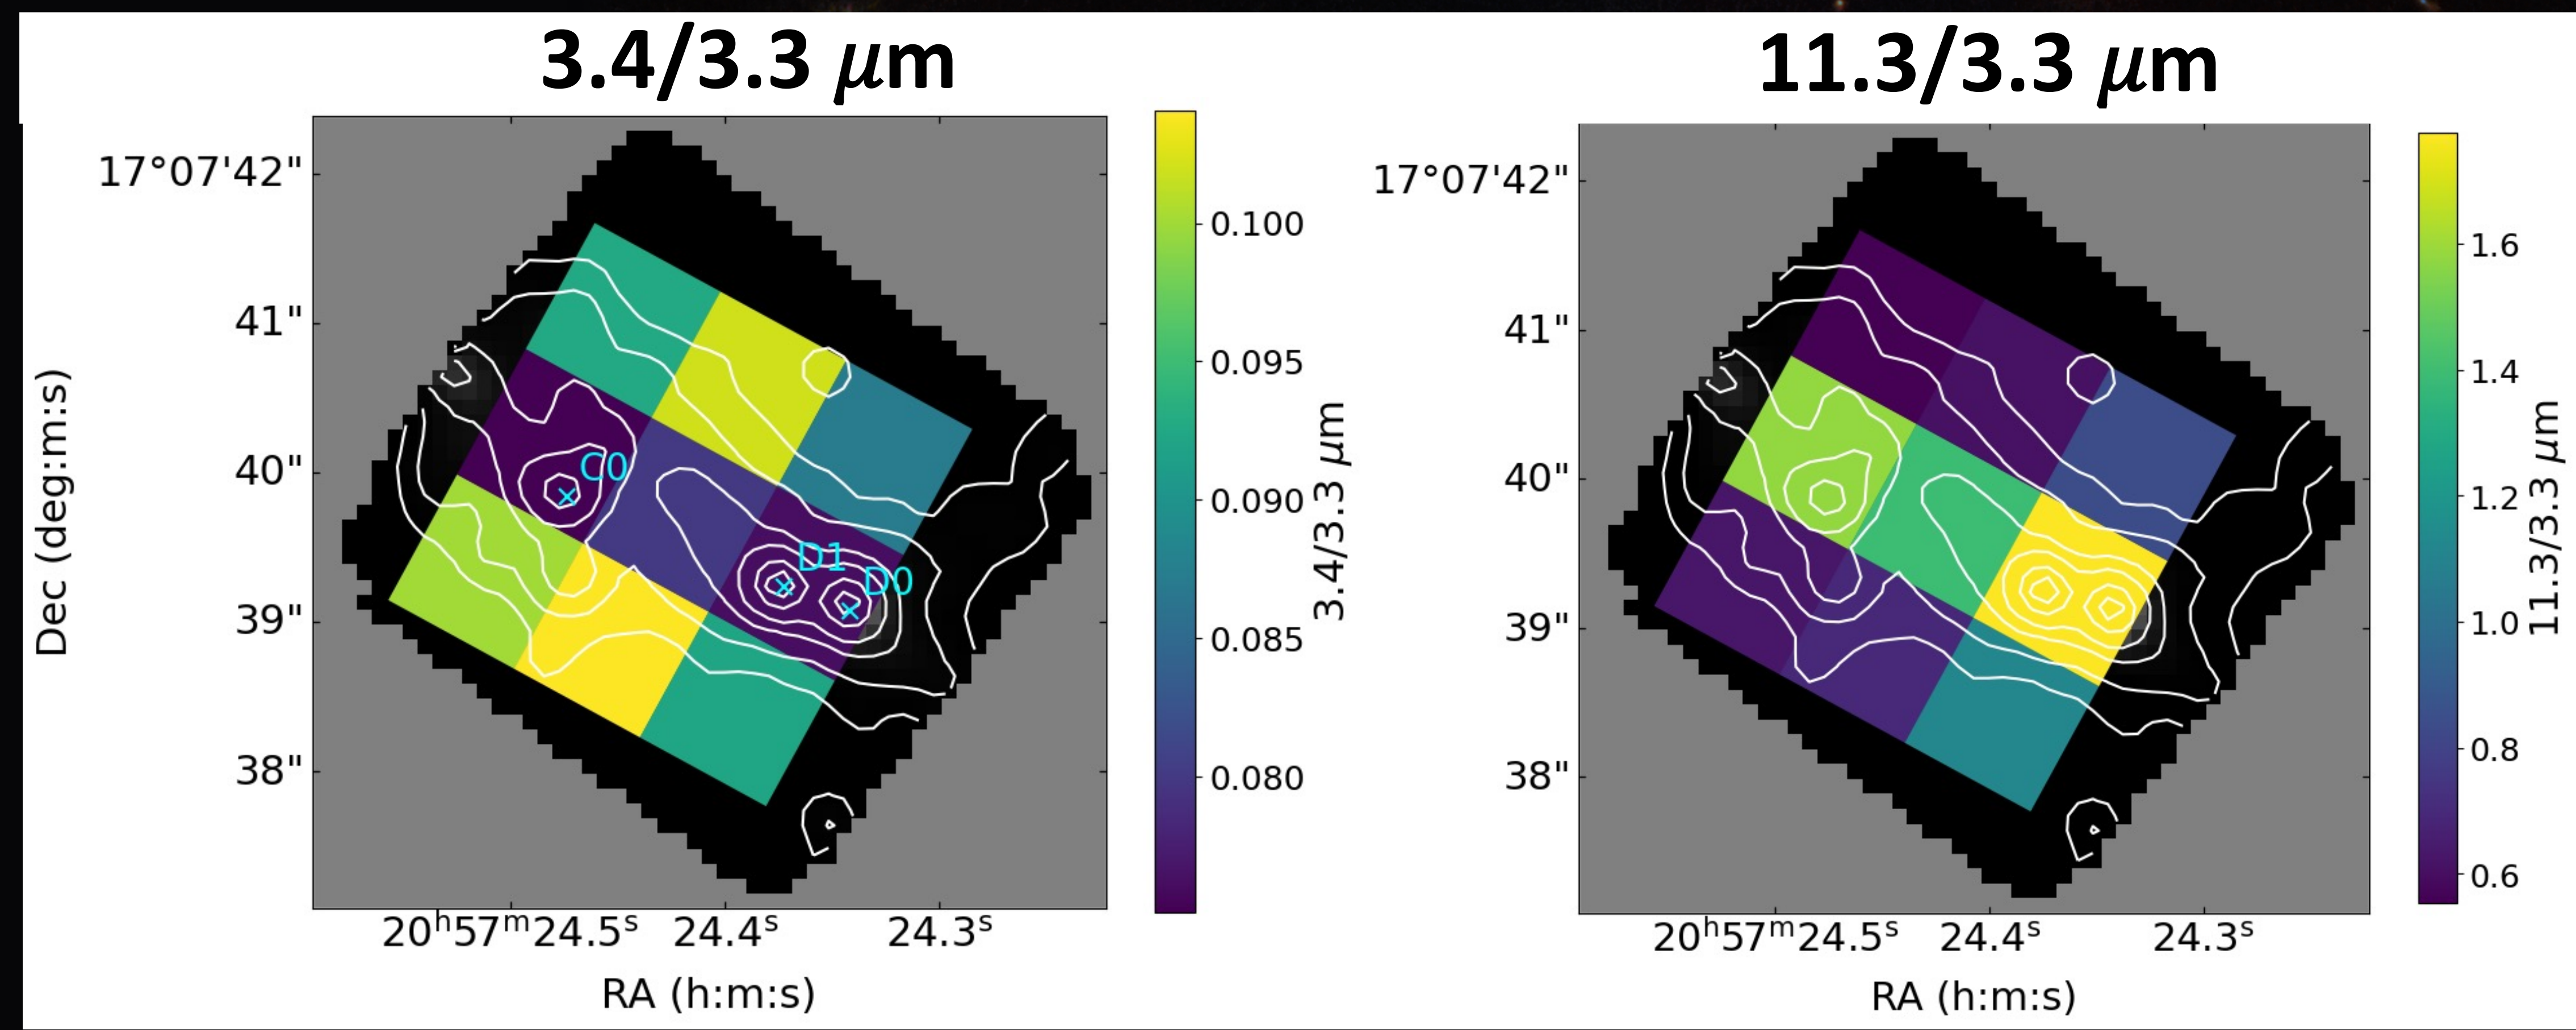 3.4/3.3 μm
17°07'42"
41"
40"
39"
38"
Dec (deg:m:s)
C0
D1
D0
20ʰ57ᵐ24.5ˢ
24.4ˢ
24.3ˢ
RA (h:m:s)
0.100
0.095
0.090
0.085
0.080
3.4/3.3 μm
11.3/3.3 μm
17°07'42"
41"
40"
39"
38"
20ʰ57ᵐ24.5ˢ
24.4ˢ
24.3ˢ
RA (h:m:s)
1.6
1.4
1.2
1.0
0.8
0.6
11.3/3.3 μm